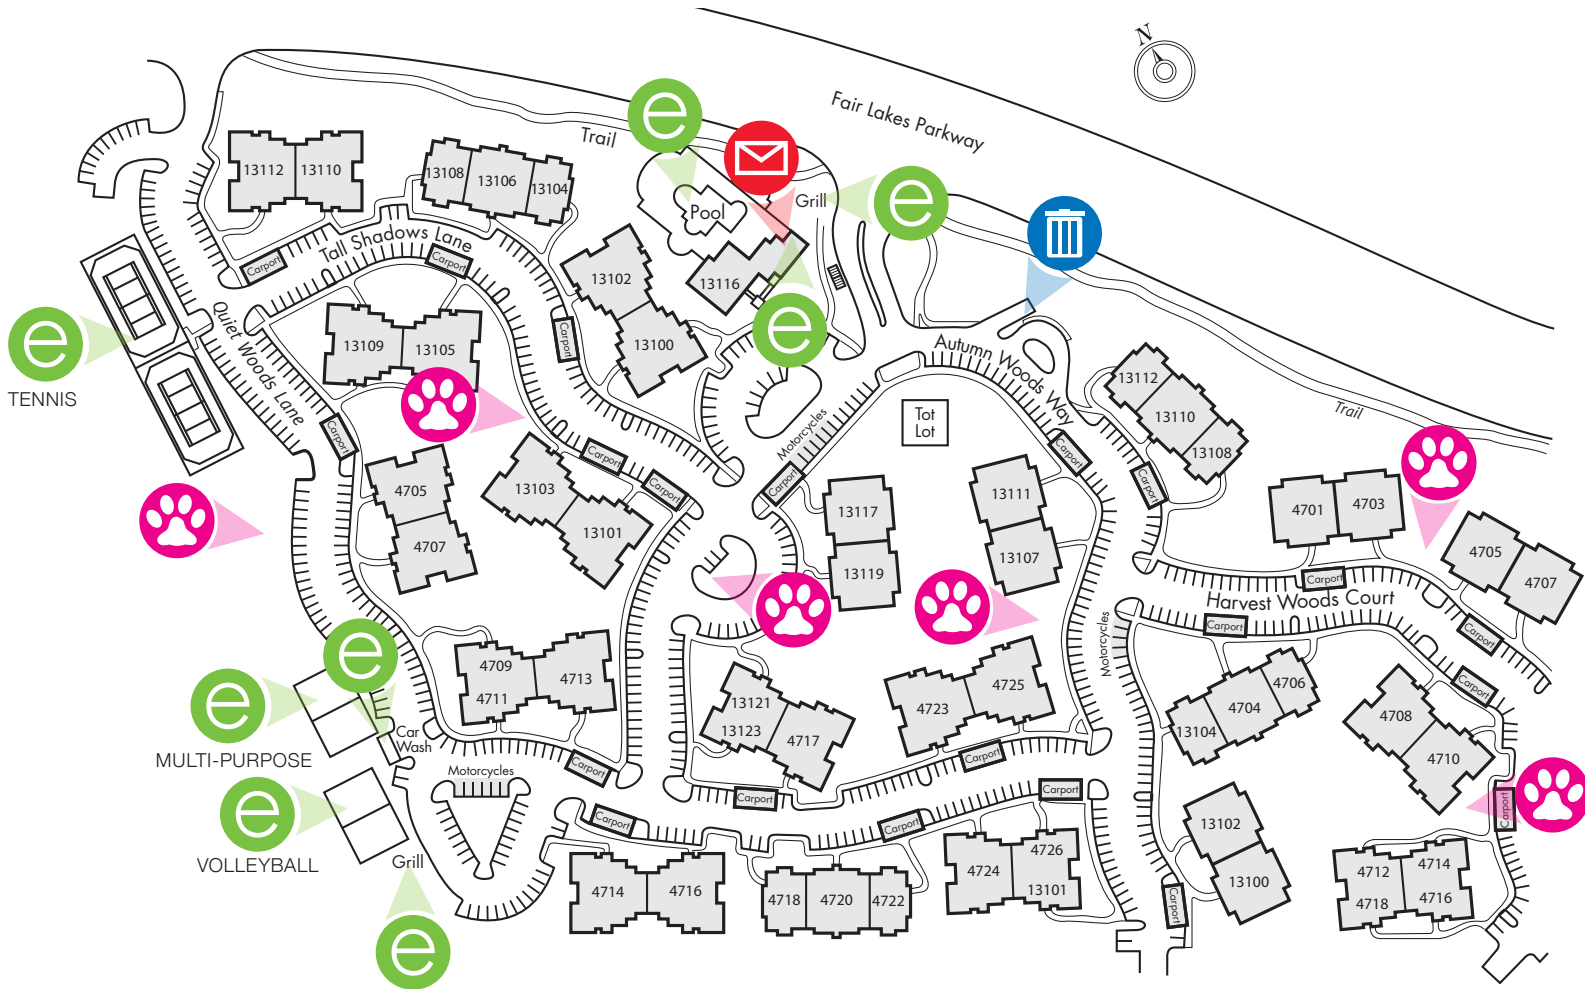 N
Fair Lakes Parkway
Trail
e
Grill
e
Pool
13112
13110
13108
13106
13104
Tall Shadows Lane
Carport
Carport
13102
13116
13100
e
Carport
e
TENNIS
Quiet Woods Lane
13109
13105
Carport
Autumn Woods Way
Trail
13112
13110
13108
Tot
Lot
Motorcycles
Carport
Carport
Carport
Carport
Carport
4705
4707
13103
13101
13117
13119
13111
13107
4701
4703
4705
4707
Carport
Harvest Woods Court
Carport
Carport
Carport
Motorcycles
e
e
MULTI-PURPOSE
Car
Wash
4709
4711
4713
13121
13123
4717
4723
4725
13104
4704
4706
4708
4710
Motorcycles
Carport
Carport
Carport
Carport
Carport
Carport
Carport
e
VOLLEYBALL
Grill
e
4714
4716
4718
4720
4722
4724
4726
13101
13102
13100
Carport
4712
4714
4718
4716